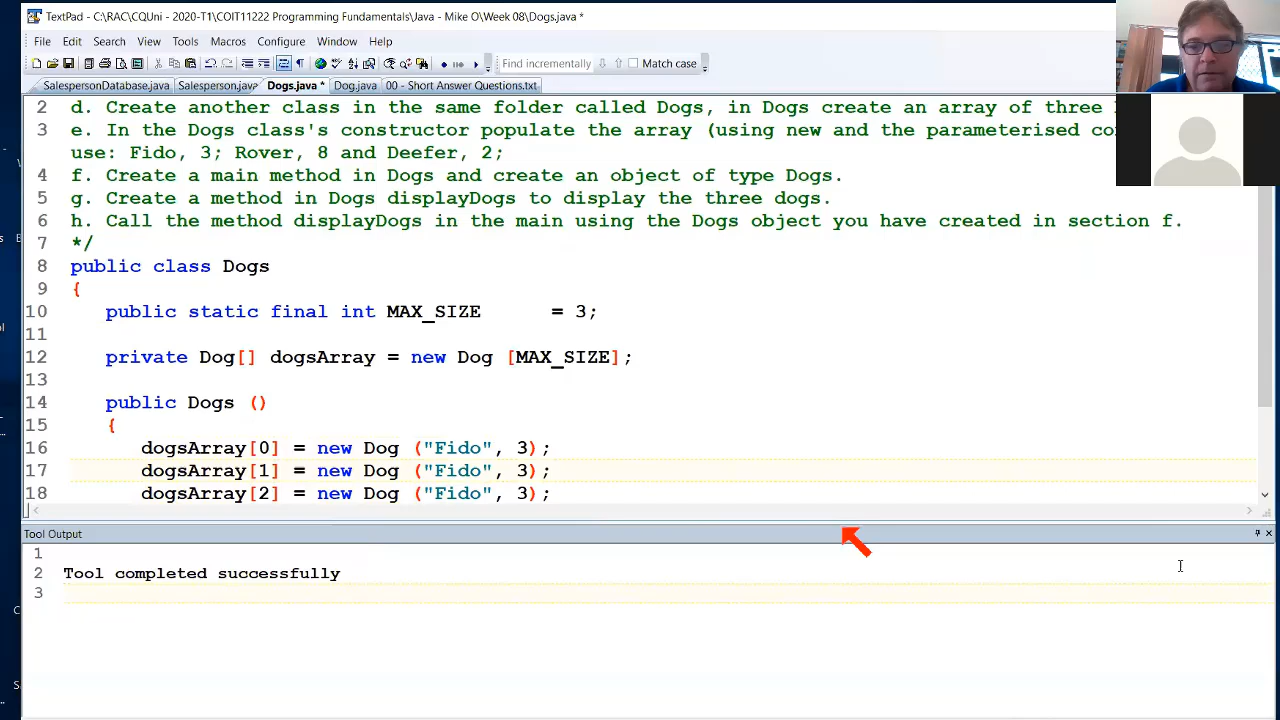 TextPad - C:\RAC\CQUni - 2020-T1\COIT11222 Programming Fundamentals\Java - Mike O\Week 08\Dogs.java *
File Edit Search View Tools Macros Configure Window Help
Find incrementally Match case
SalespersonDatabase.java Salesperson.java Dogs.java * Dog.java 00 - Short Answer Questions.txt
2 d. Create another class in the same folder called Dogs, in Dogs create an array of three
3 e. In the Dogs class's constructor populate the array (using new and the parameterised
use: Fido, 3; Rover, 8 and Deefer, 2;
4 f. Create a main method in Dogs and create an object of type Dogs.
5 g. Create a method in Dogs displayDogs to display the three dogs.
6 h. Call the method displayDogs in the main using the Dogs object you have created in section f.
7 */
8 public class Dogs
9 {
10 public static final int MAX_SIZE = 3;
11
12 private Dog[] dogsArray = new Dog [MAX_SIZE];
13
14 public Dogs ()
15 {
16 dogsArray[0] = new Dog ("Fido", 3);
17 dogsArray[1] = new Dog ("Fido", 3);
18 dogsArray[2] = new Dog ("Fido", 3);
Tool Output
1
2 Tool completed successfully
3